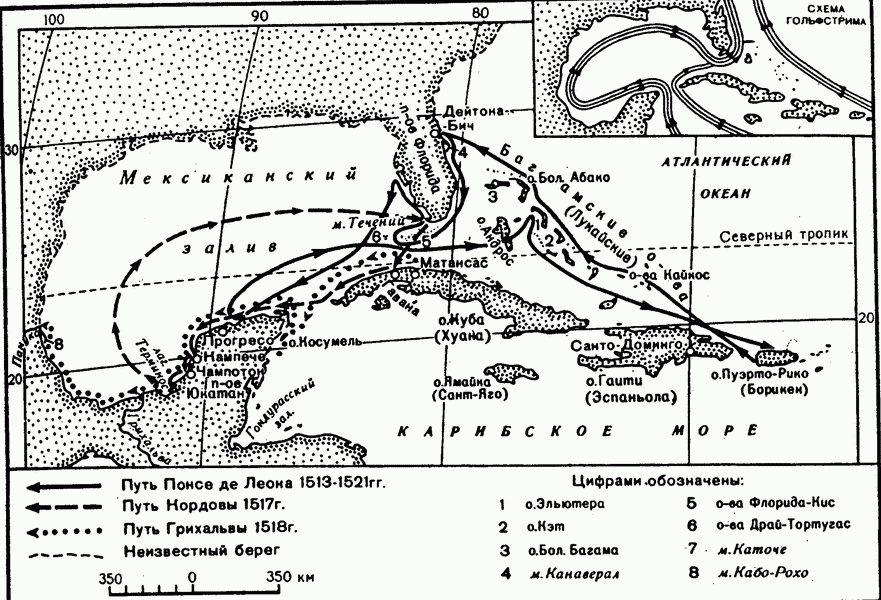 100
90
80
СХЕМА
ГОЛЬФСТРИМА
30
Дейтона-
Бич
п-ов Флорида
4
Багамские
(Лукайские)
о-ва
о.Бол. Абако
АТЛАНТИЧЕСКИЙ
ОКЕАН
Мексиканский
залив
3
м.Течений
6
5
о.Андрос
1
2
Северный тропик
Матансас
о-ва Кайкос
авана
о.Куба
(Хуана)
20
8
Прогресо
о.Косумель
Кампече
Чампотон
п-ов
Юкатан
лаг.
Терминос
20
Санто-Доминго
о.Ямайка
(Сант-Яго)
о.Гаити
(Эспаньола)
о.Пуэрто-Рико
(Борикен)
Гондурасский
зал.
КАРИБСКОЕ МОРЕ
Путь Понсе де Леона 1513-1521гг.
Путь Кордовы 1517г.
Путь Грихальвы 1518г.
Неизвестный берег
350 0 350 км
Цифрами обозначены:
1 о.Эльютера
2 о.Кэт
3 о.Бол. Багама
4 м.Канаверал
5 о-ва Флорида-Кис
6 о-ва Драй-Тортугас
7 м.Каточе
8 м.Кабо-Рохо